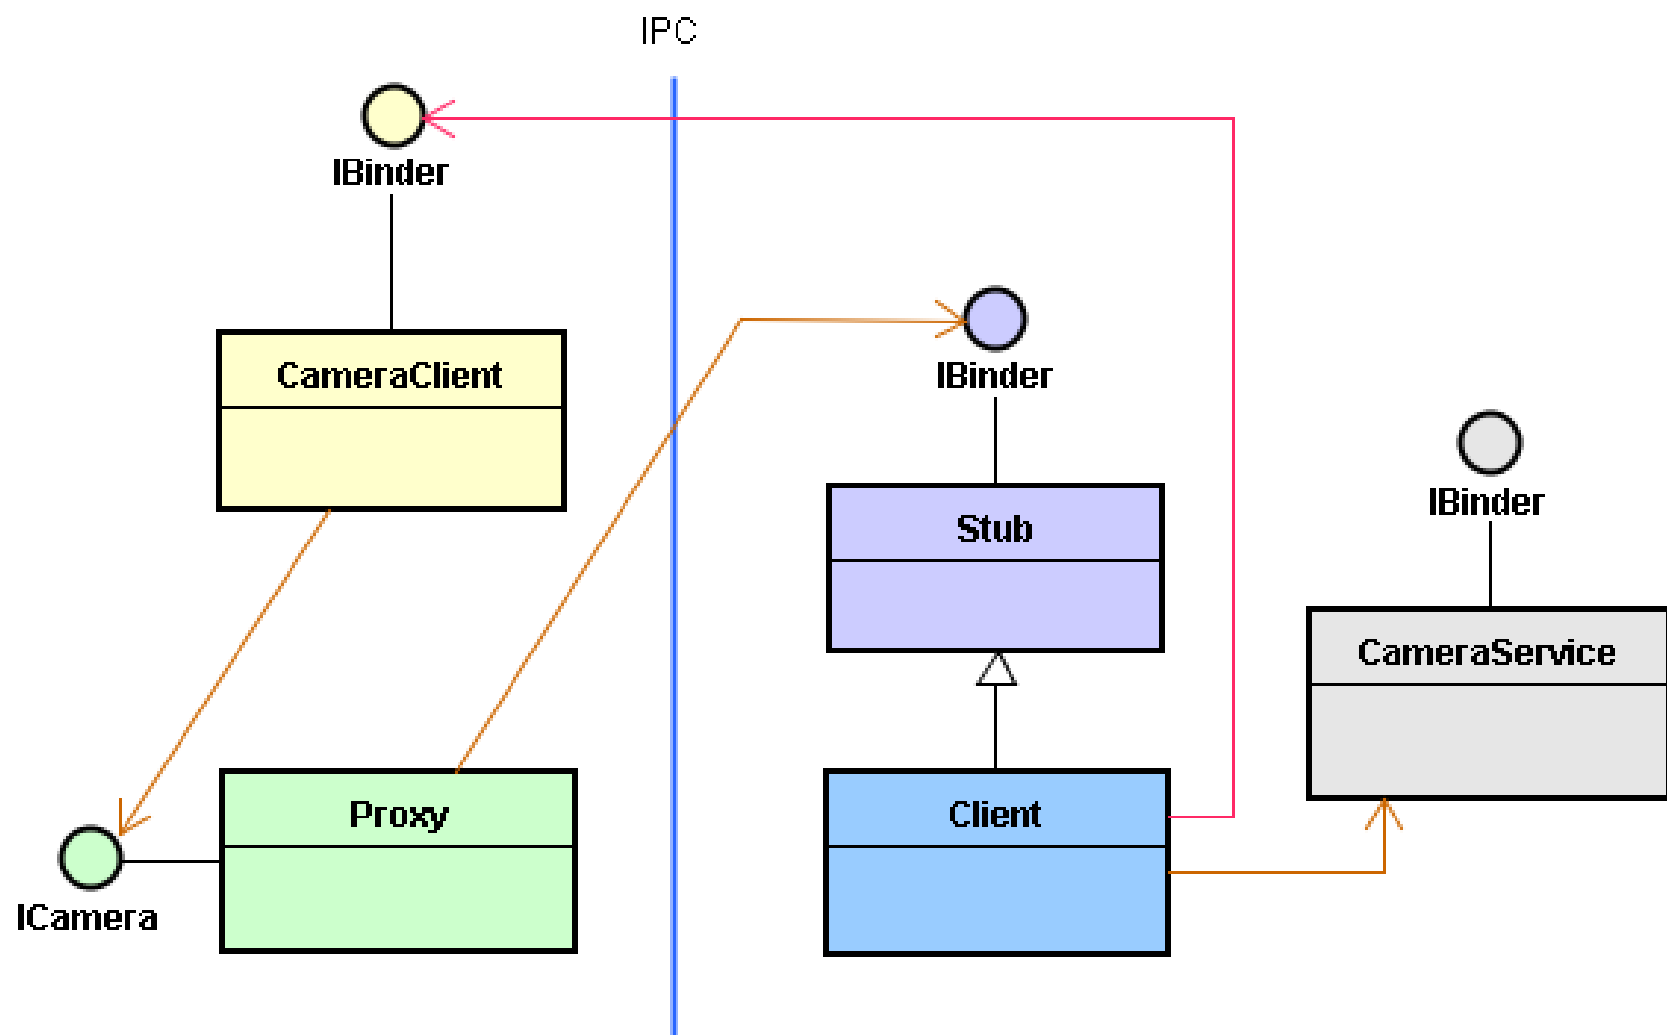 IPC
IBinder
CameraClient
IBinder
IBinder
Stub
CameraService
Proxy
Client
ICamera